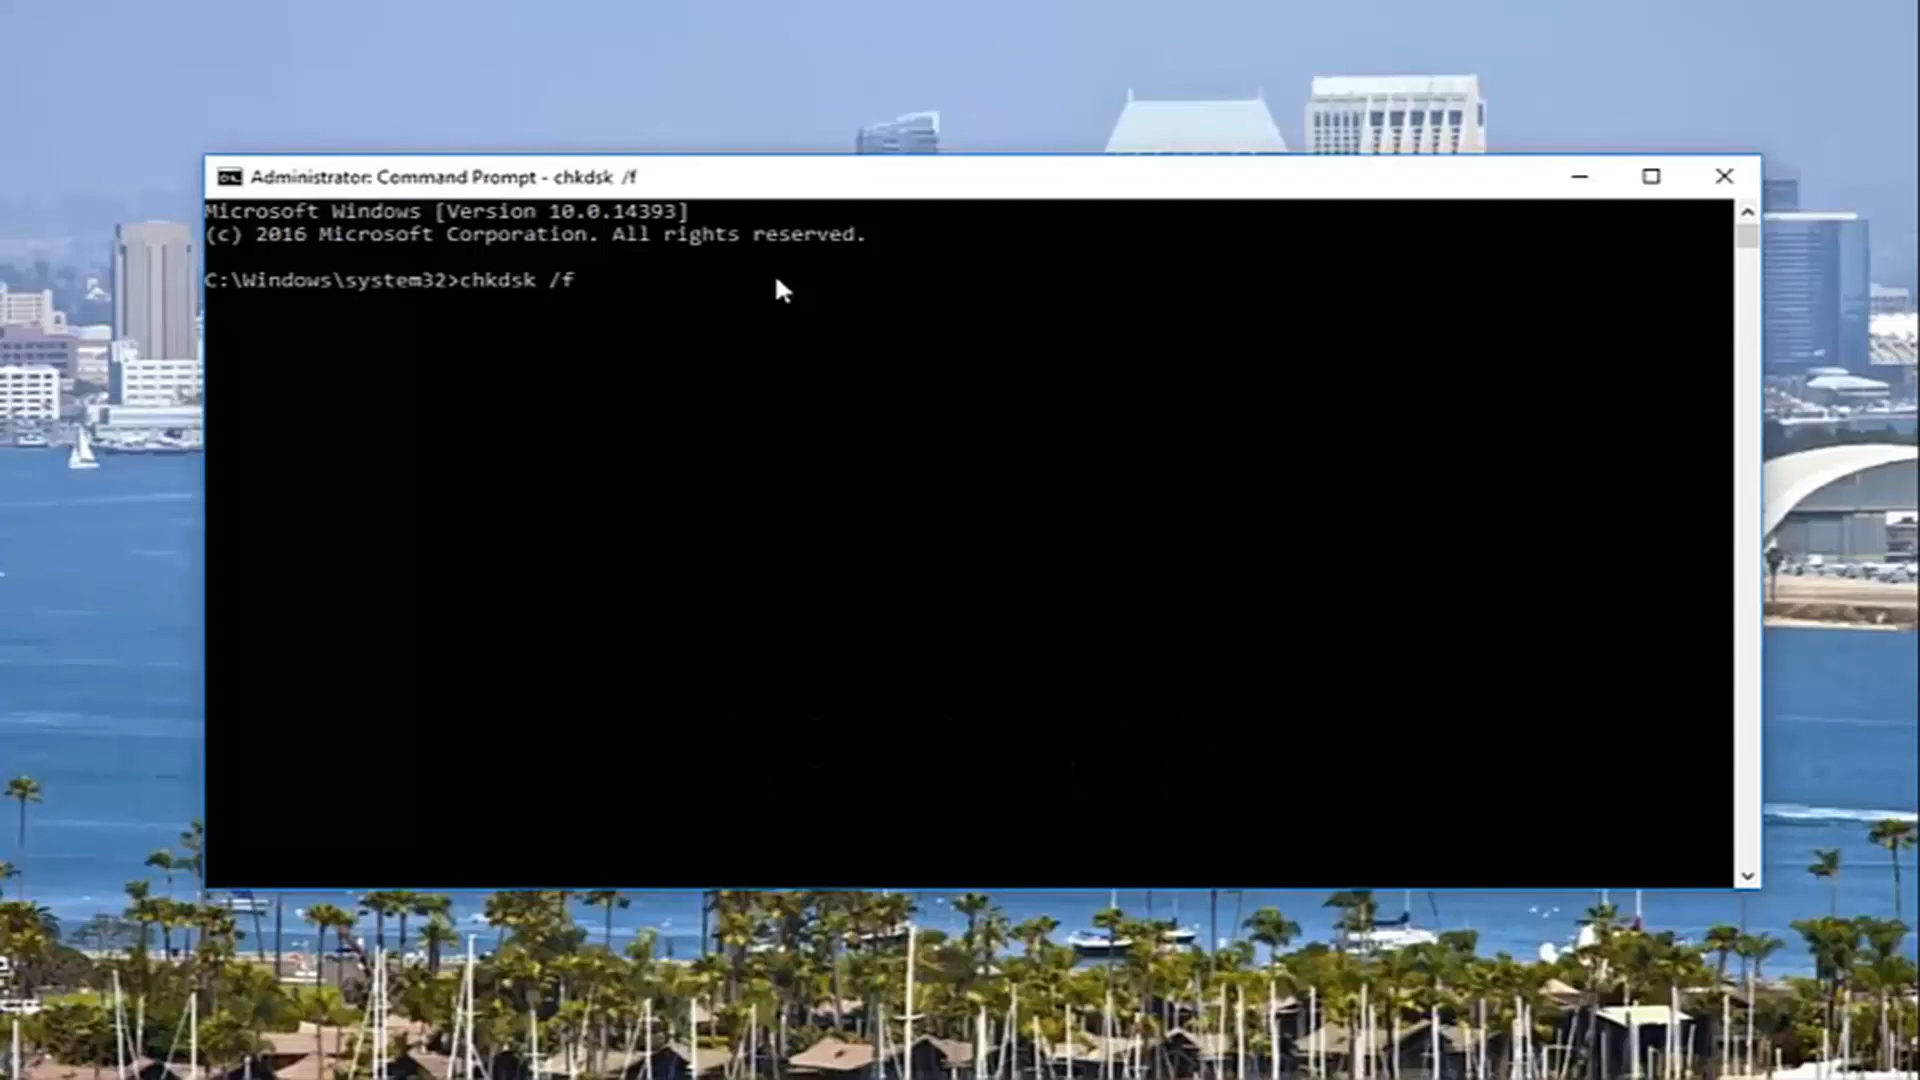 Administrator: Command Prompt - chkdsk /f
Microsoft Windows [Version 10.0.14393]
(c) 2016 Microsoft Corporation. All rights reserved.
C:\Windows\system32>chkdsk /f